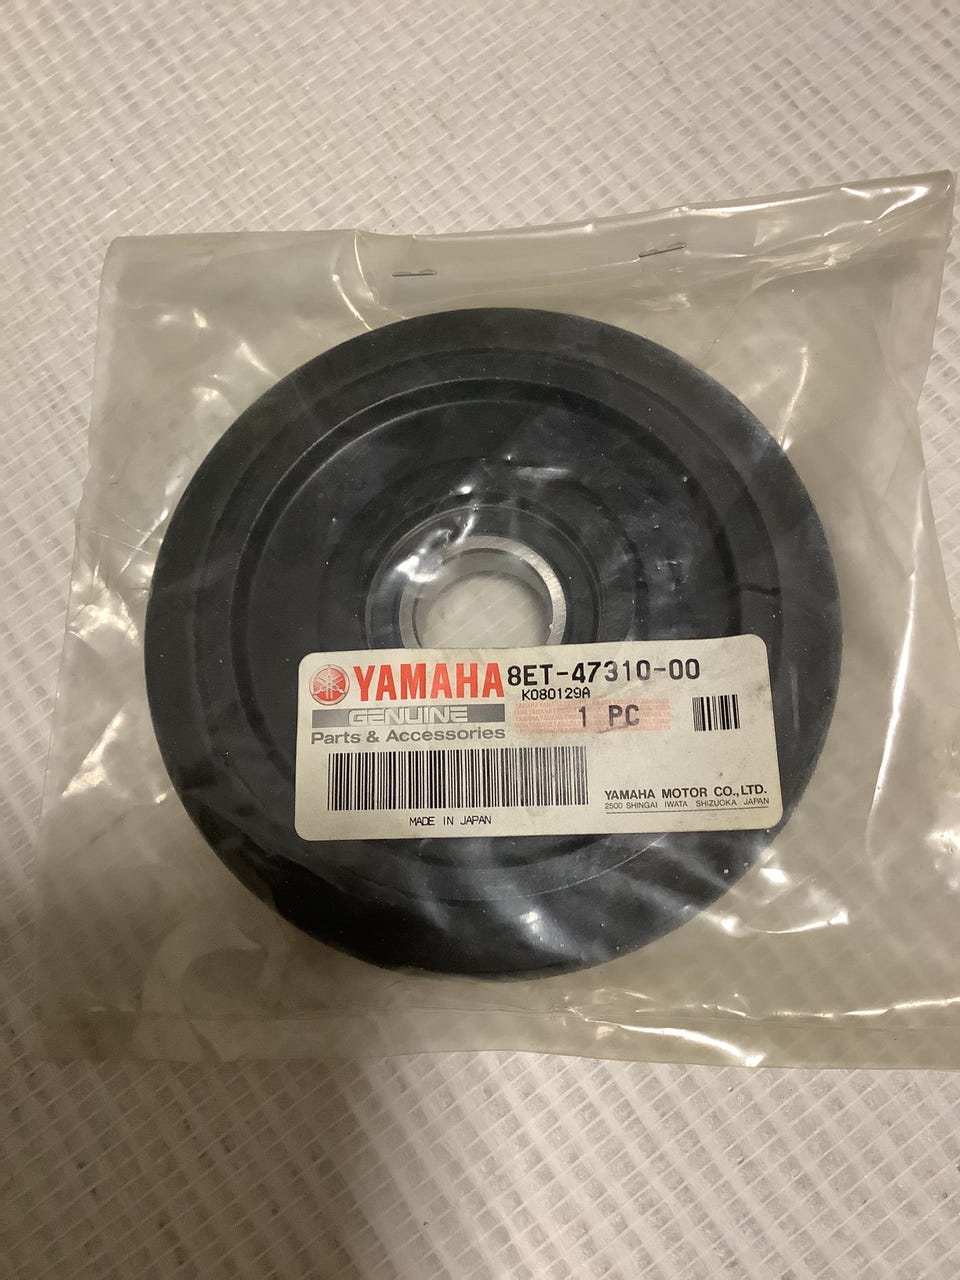 YAMAHA 8ET-47310-00
K080129A
GENUINE 1 PC
Parts & Accessories
YAMAHA MOTOR CO., LTD.
2500 SHINGAI IWATA SHIZUOKA JAPAN
MADE IN JAPAN